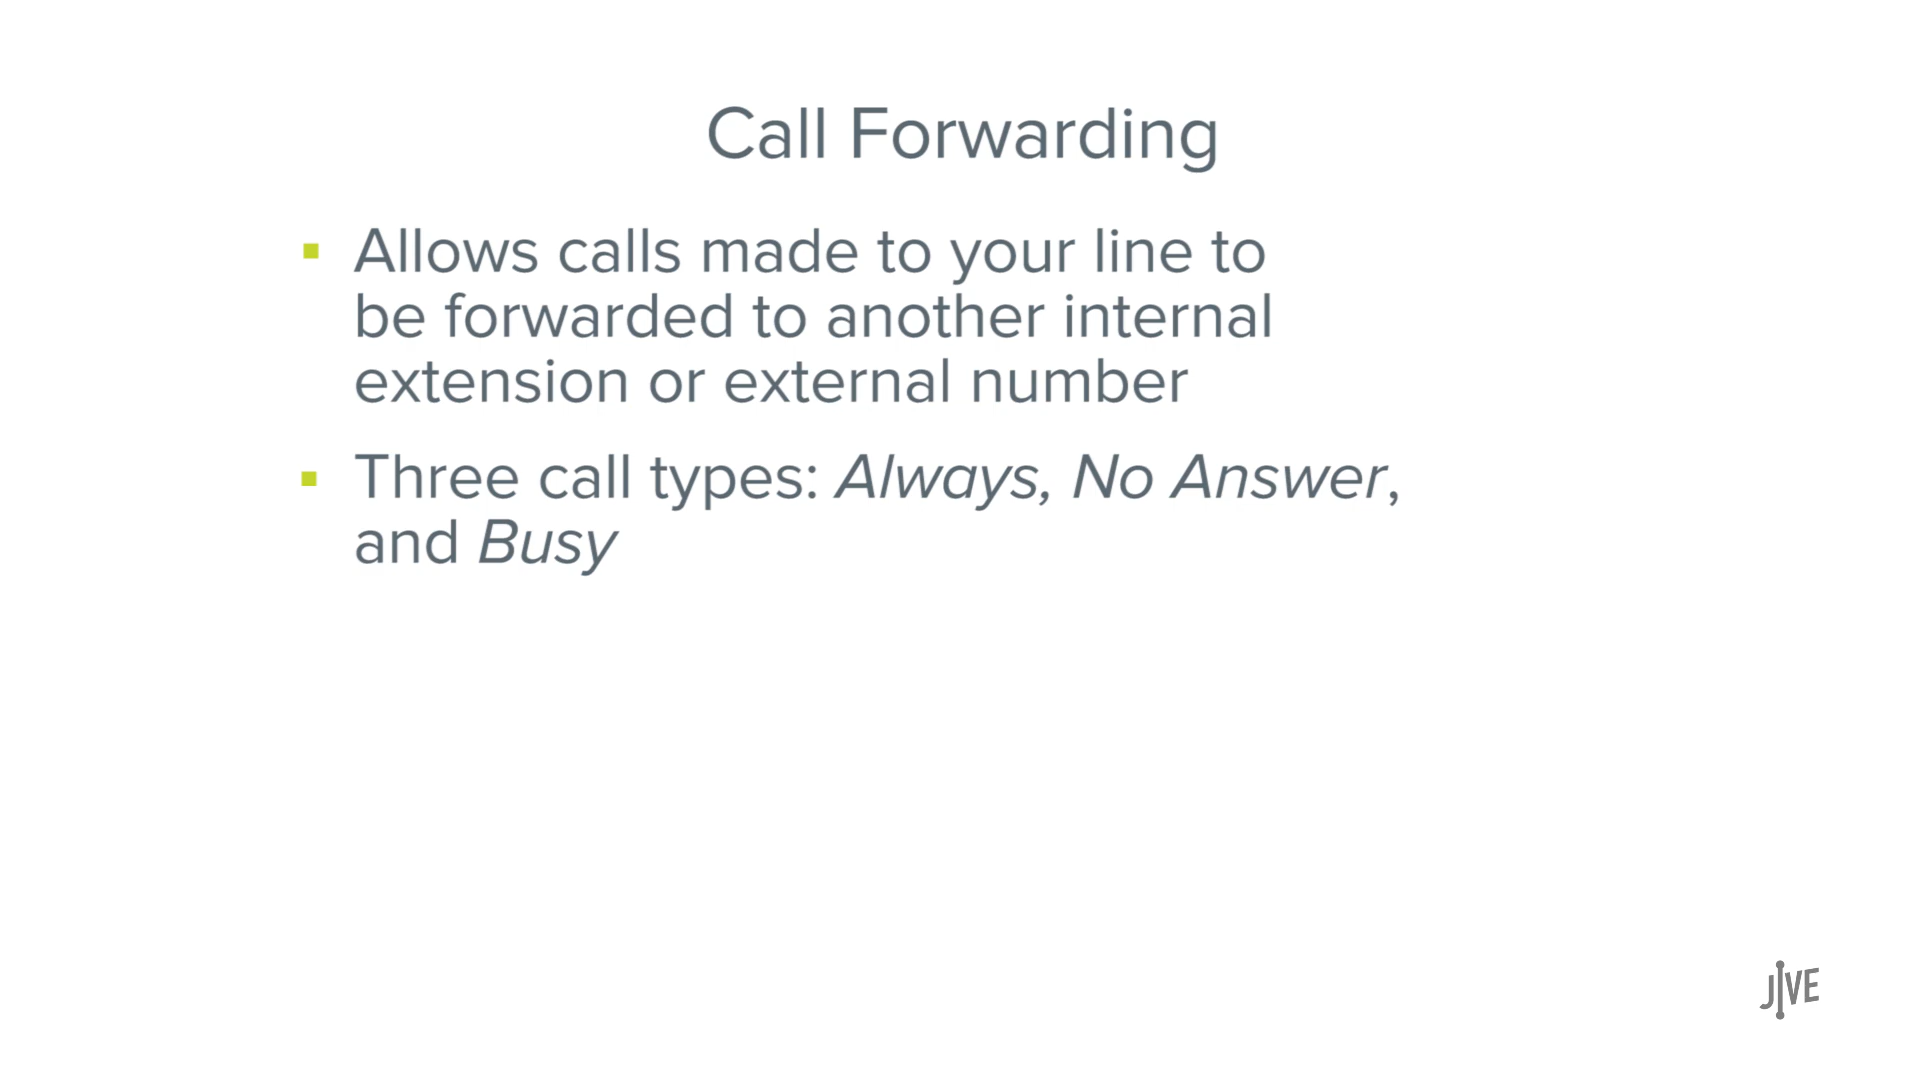 Call Forwarding
▪ Allows calls made to your line to
be forwarded to another internal
extension or external number
▪ Three call types: Always, No Answer,
and Busy
JIVE